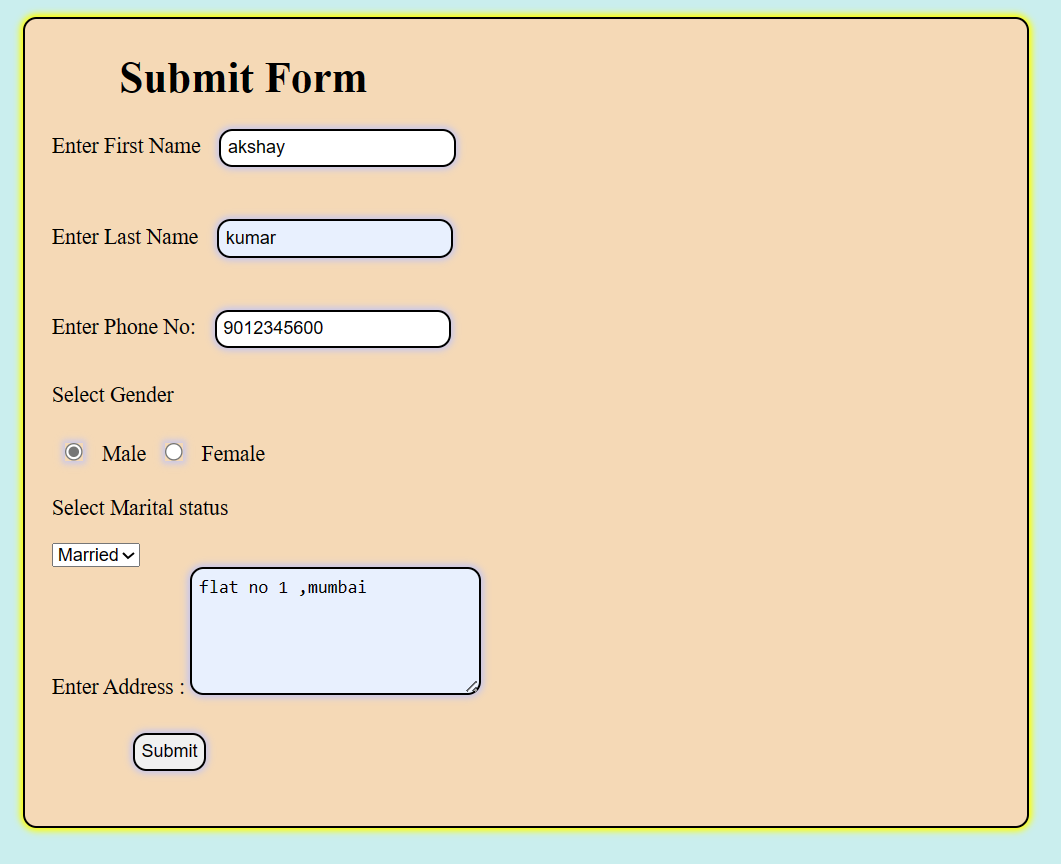 Submit Form
Enter First Name akshay
Enter Last Name kumar
Enter Phone No: 9012345600
Select Gender
Male Female
Select Marital status
Married
flat no 1 ,mumbai
Enter Address :
Submit